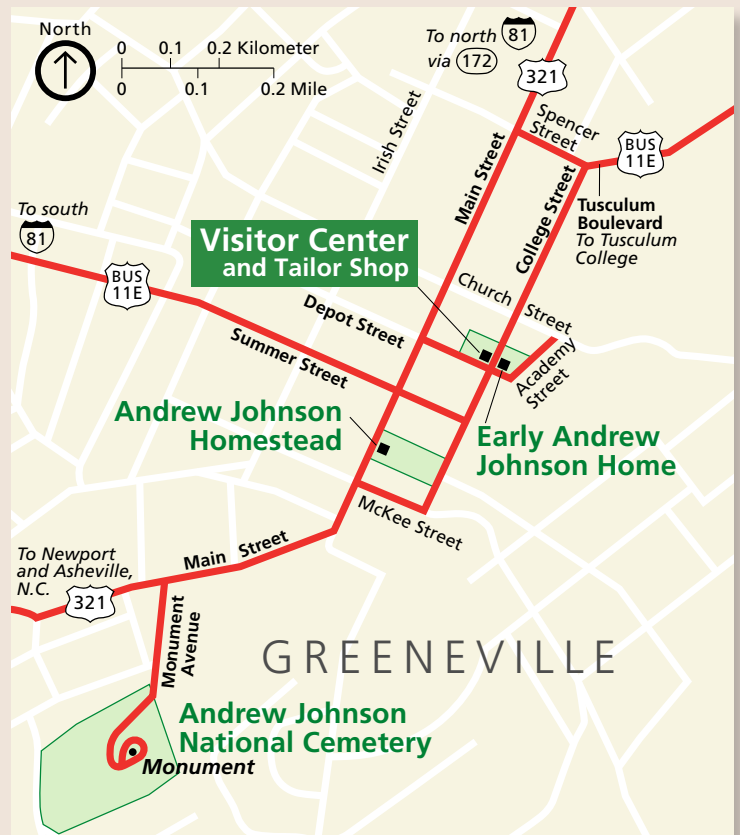 North
0 0.1 0.2 Kilometer
0 0.1 0.2 Mile
To north 81
via 172
321
Irish Street
Main Street
Spencer
Street
BUS
11E
College Street
Tusculum
Boulevard
To Tusculum
College
To south
81
BUS
11E
Visitor Center
and Tailor Shop
Church Street
Depot Street
Summer Street
Academy
Street
Andrew Johnson
Homestead
Early Andrew
Johnson Home
McKee Street
Main Street
To Newport
and Asheville,
N.C.
321
Monument
Avenue
GREENEVILLE
Andrew Johnson
National Cemetery
Monument